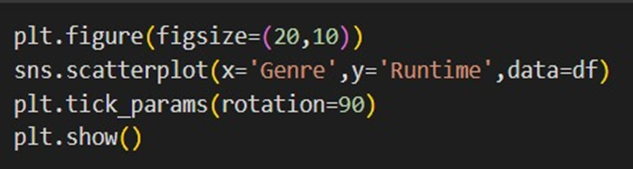 plt.figure(figsize=(20,10))
sns.scatterplot(x='Genre',y='Runtime',data=df)
plt.tick_params(rotation=90)
plt.show()